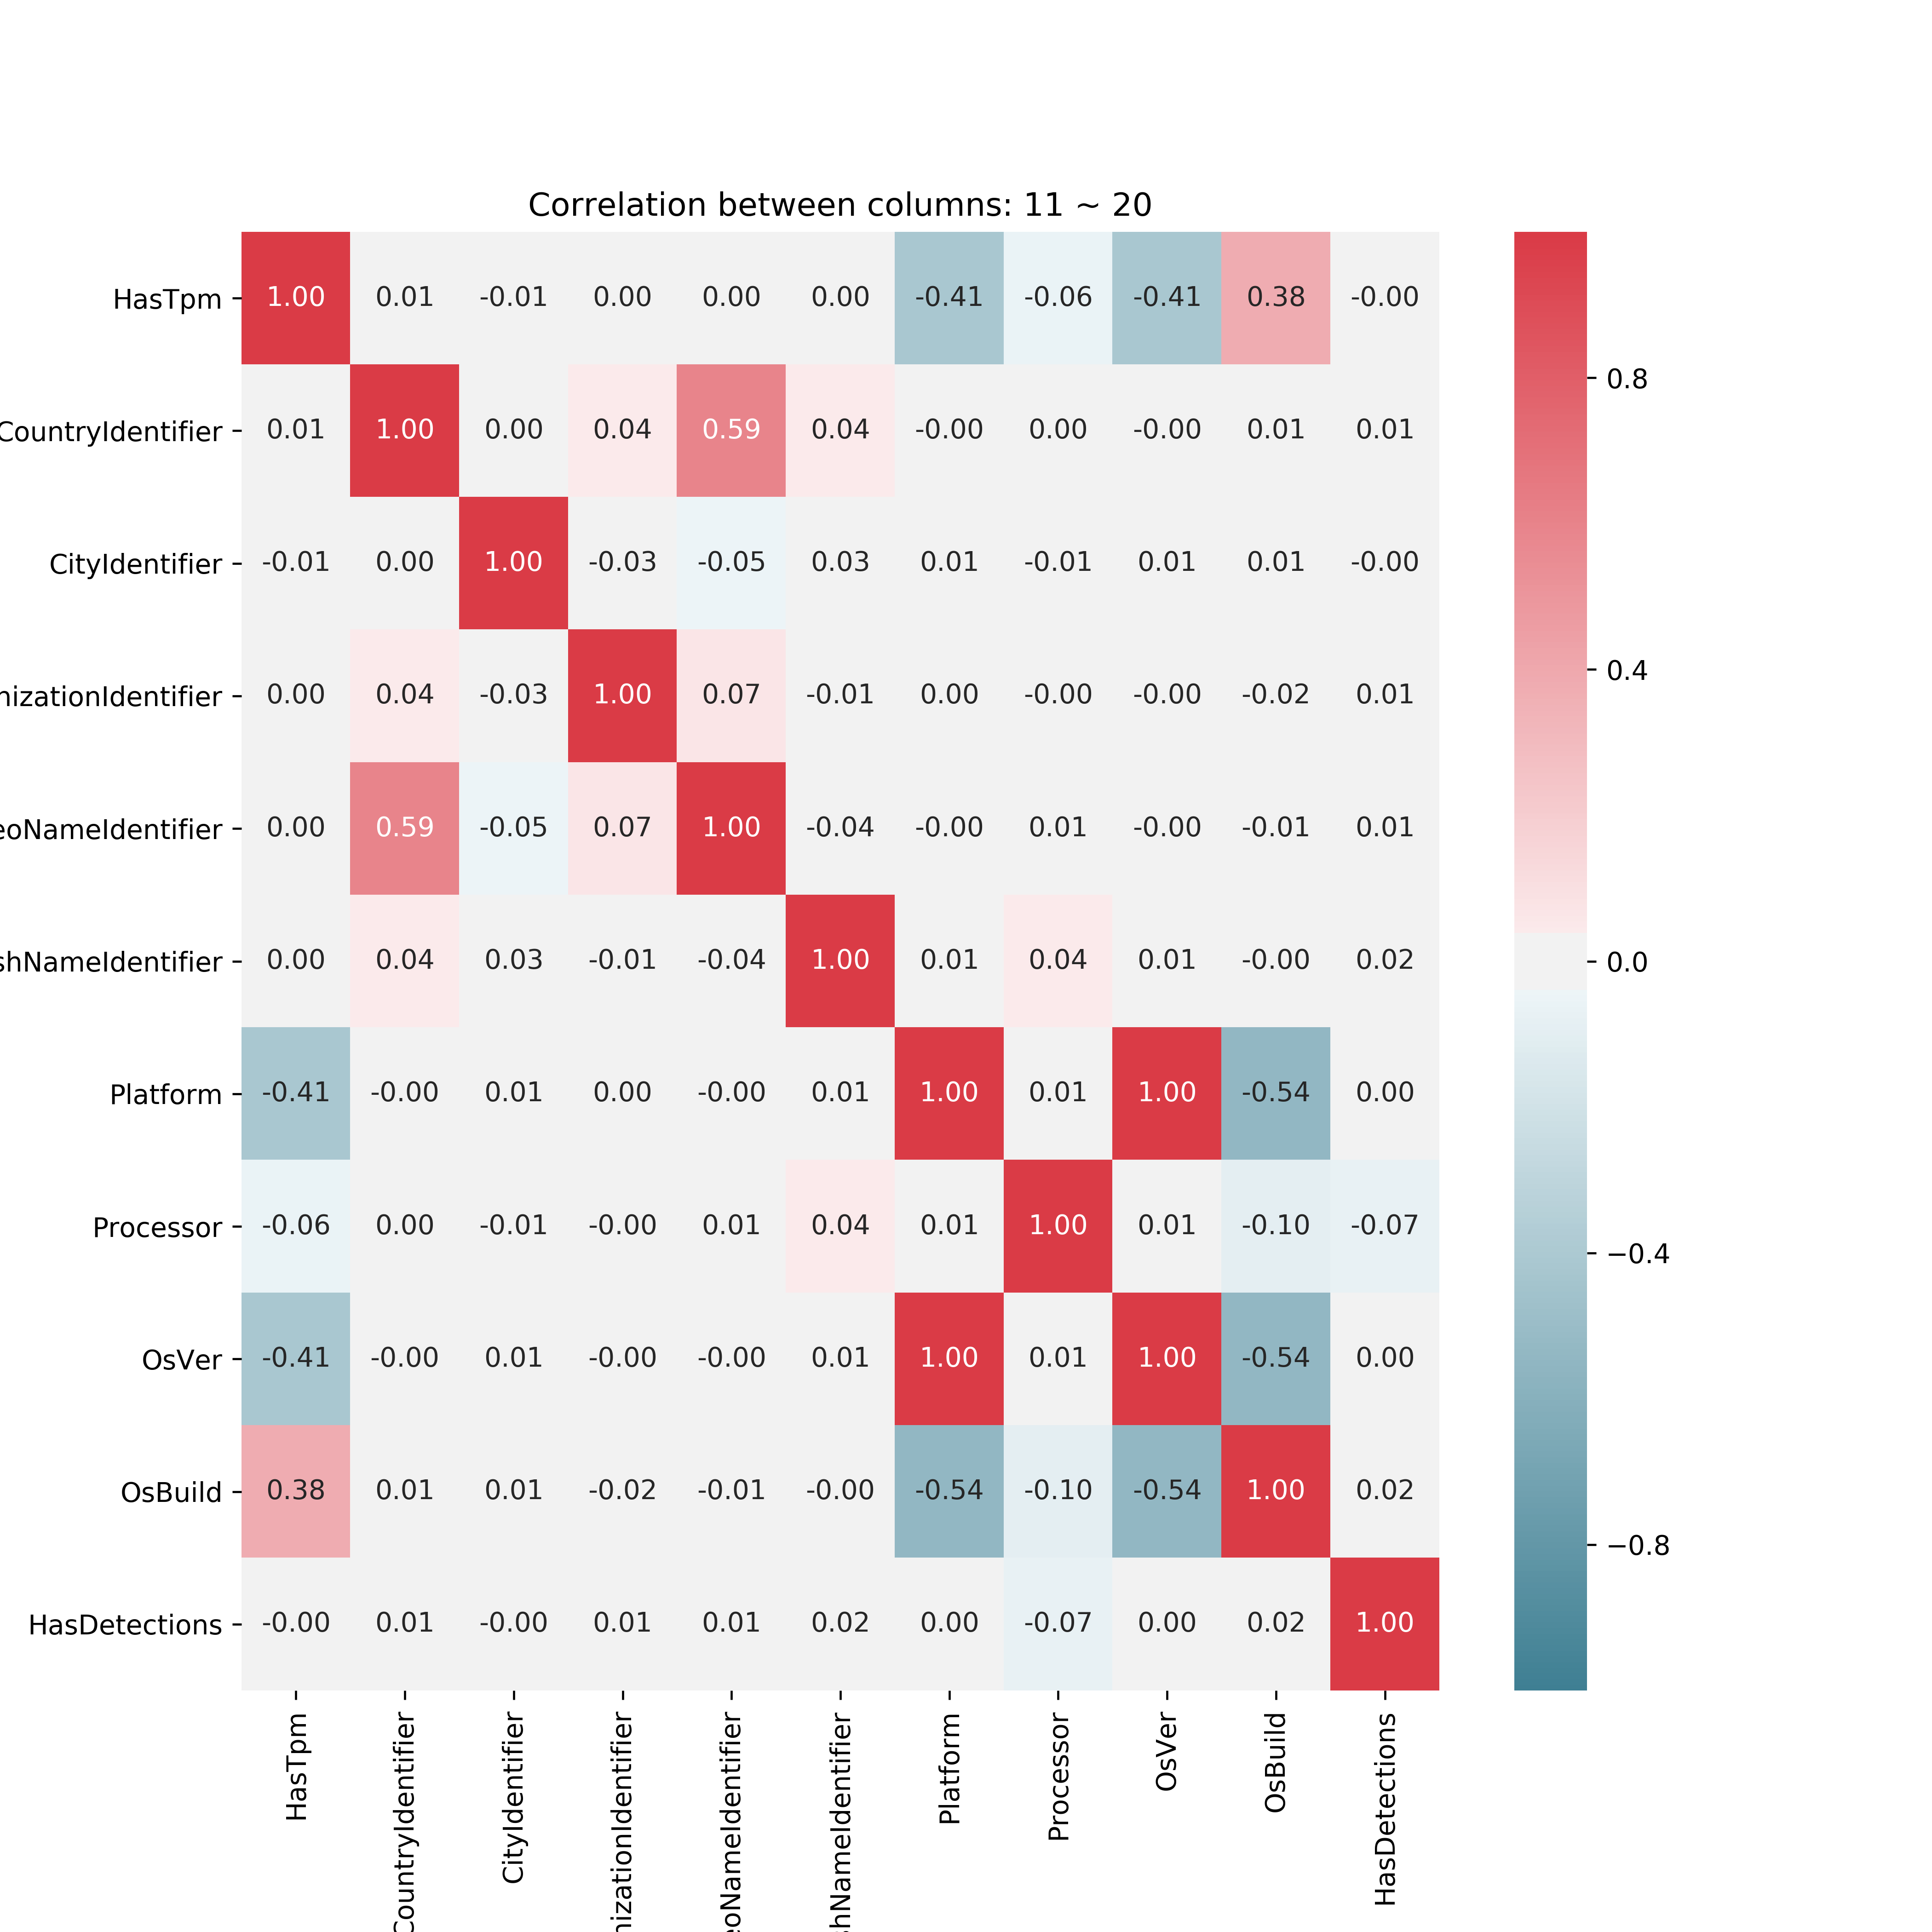 Correlation between columns: 11 ~ 20
HasTpm 1.00 0.01 -0.01 0.00 0.00 0.00 -0.41 -0.06 -0.41 0.38 -0.00
CountryIdentifier 0.01 1.00 0.00 0.04 0.59 0.04 -0.00 0.00 -0.00 0.01 0.01
CityIdentifier -0.01 0.00 1.00 -0.03 -0.05 0.03 0.01 -0.01 0.01 0.01 -0.00
nizationIdentifier 0.00 0.04 -0.03 1.00 0.07 -0.01 0.00 -0.00 -0.00 -0.02 0.01
eoNameIdentifier 0.00 0.59 -0.05 0.07 1.00 -0.04 -0.00 0.01 -0.00 -0.01 0.01
shNameIdentifier 0.00 0.04 0.03 -0.01 -0.04 1.00 0.01 0.04 0.01 -0.00 0.02
Platform -0.41 -0.00 0.01 0.00 -0.00 0.01 1.00 0.01 1.00 -0.54 0.00
Processor -0.06 0.00 -0.01 -0.00 0.01 0.04 0.01 1.00 0.01 -0.10 -0.07
OsVer -0.41 -0.00 0.01 -0.00 -0.00 0.01 1.00 0.01 1.00 -0.54 0.00
OsBuild 0.38 0.01 0.01 -0.02 -0.01 -0.00 -0.54 -0.10 -0.54 1.00 0.02
HasDetections -0.00 0.01 -0.00 0.01 0.01 0.02 0.00 -0.07 0.00 0.02 1.00
HasTpm
CountryIdentifier
CityIdentifier
nizationIdentifier
eoNameIdentifier
hNameIdentifier
Platform
Processor
OsVer
OsBuild
HasDetections
0.8
0.4
0.0
−0.4
−0.8